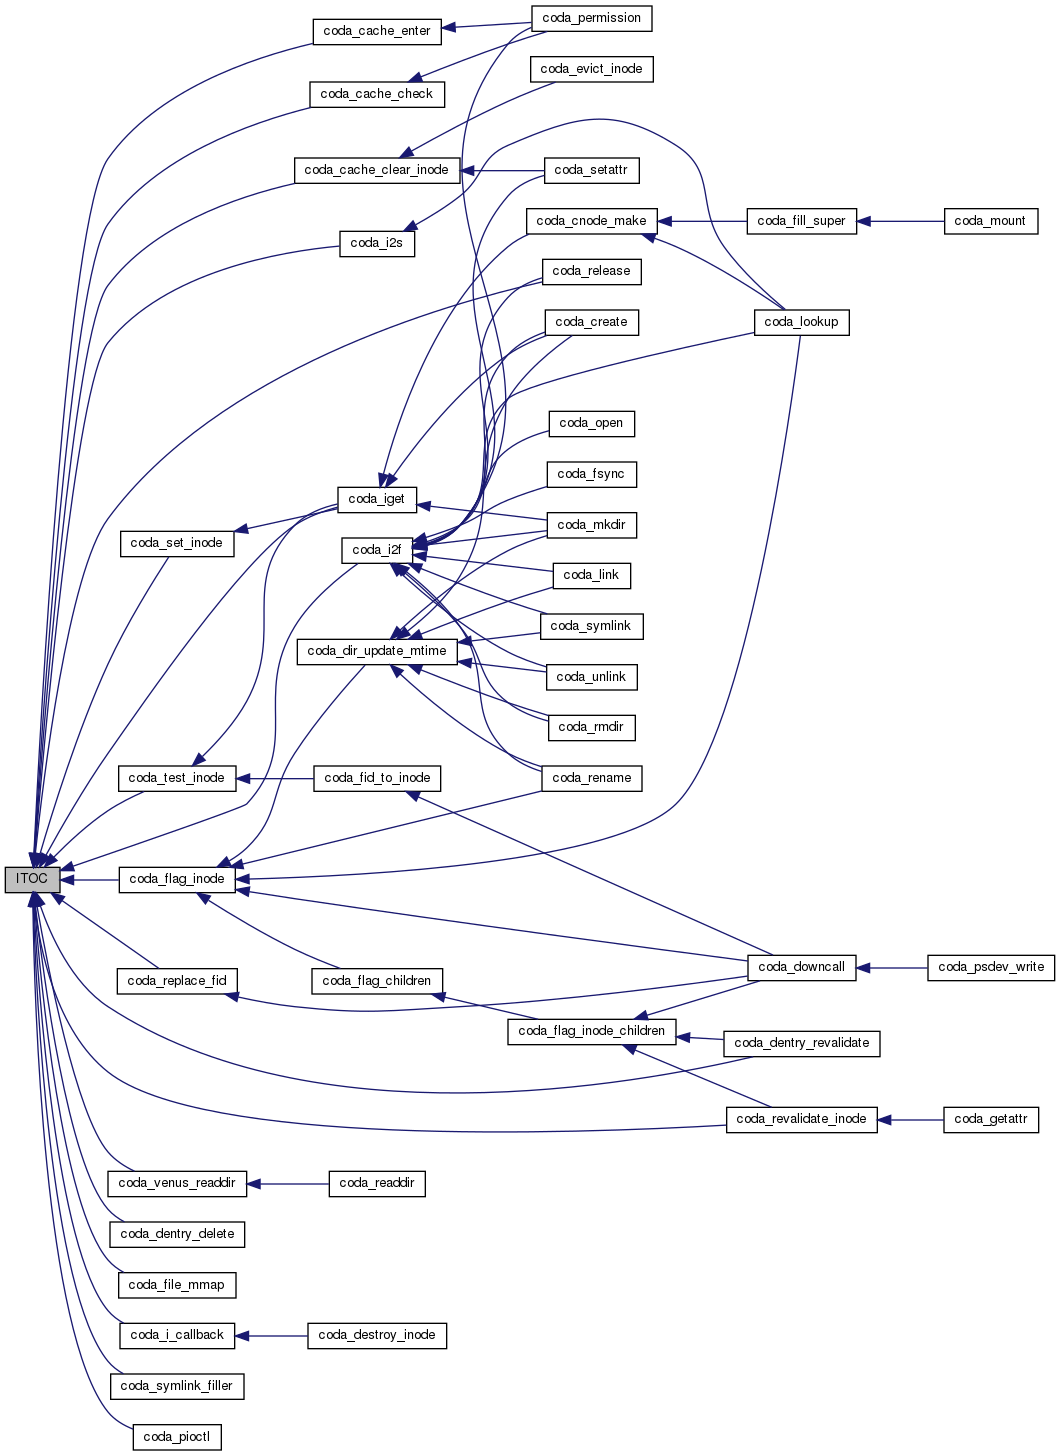 coda_permission
coda_cache_enter
coda_evict_inode
coda_cache_check
coda_cache_clear_inode
coda_setattr
coda_cnode_make
coda_fill_super
coda_mount
coda_i2s
coda_release
coda_create
coda_lookup
coda_open
coda_fsync
coda_iget
coda_mkdir
coda_set_inode
coda_i2f
coda_link
coda_symlink
coda_dir_update_mtime
coda_unlink
coda_rmdir
coda_test_inode
coda_fid_to_inode
coda_rename
ITOC
coda_flag_inode
coda_downcall
coda_psdev_write
coda_replace_fid
coda_flag_children
coda_flag_inode_children
coda_dentry_revalidate
coda_revalidate_inode
coda_getattr
coda_venus_readdir
coda_readdir
coda_dentry_delete
coda_file_mmap
coda_i_callback
coda_destroy_inode
coda_symlink_filler
coda_pioctl